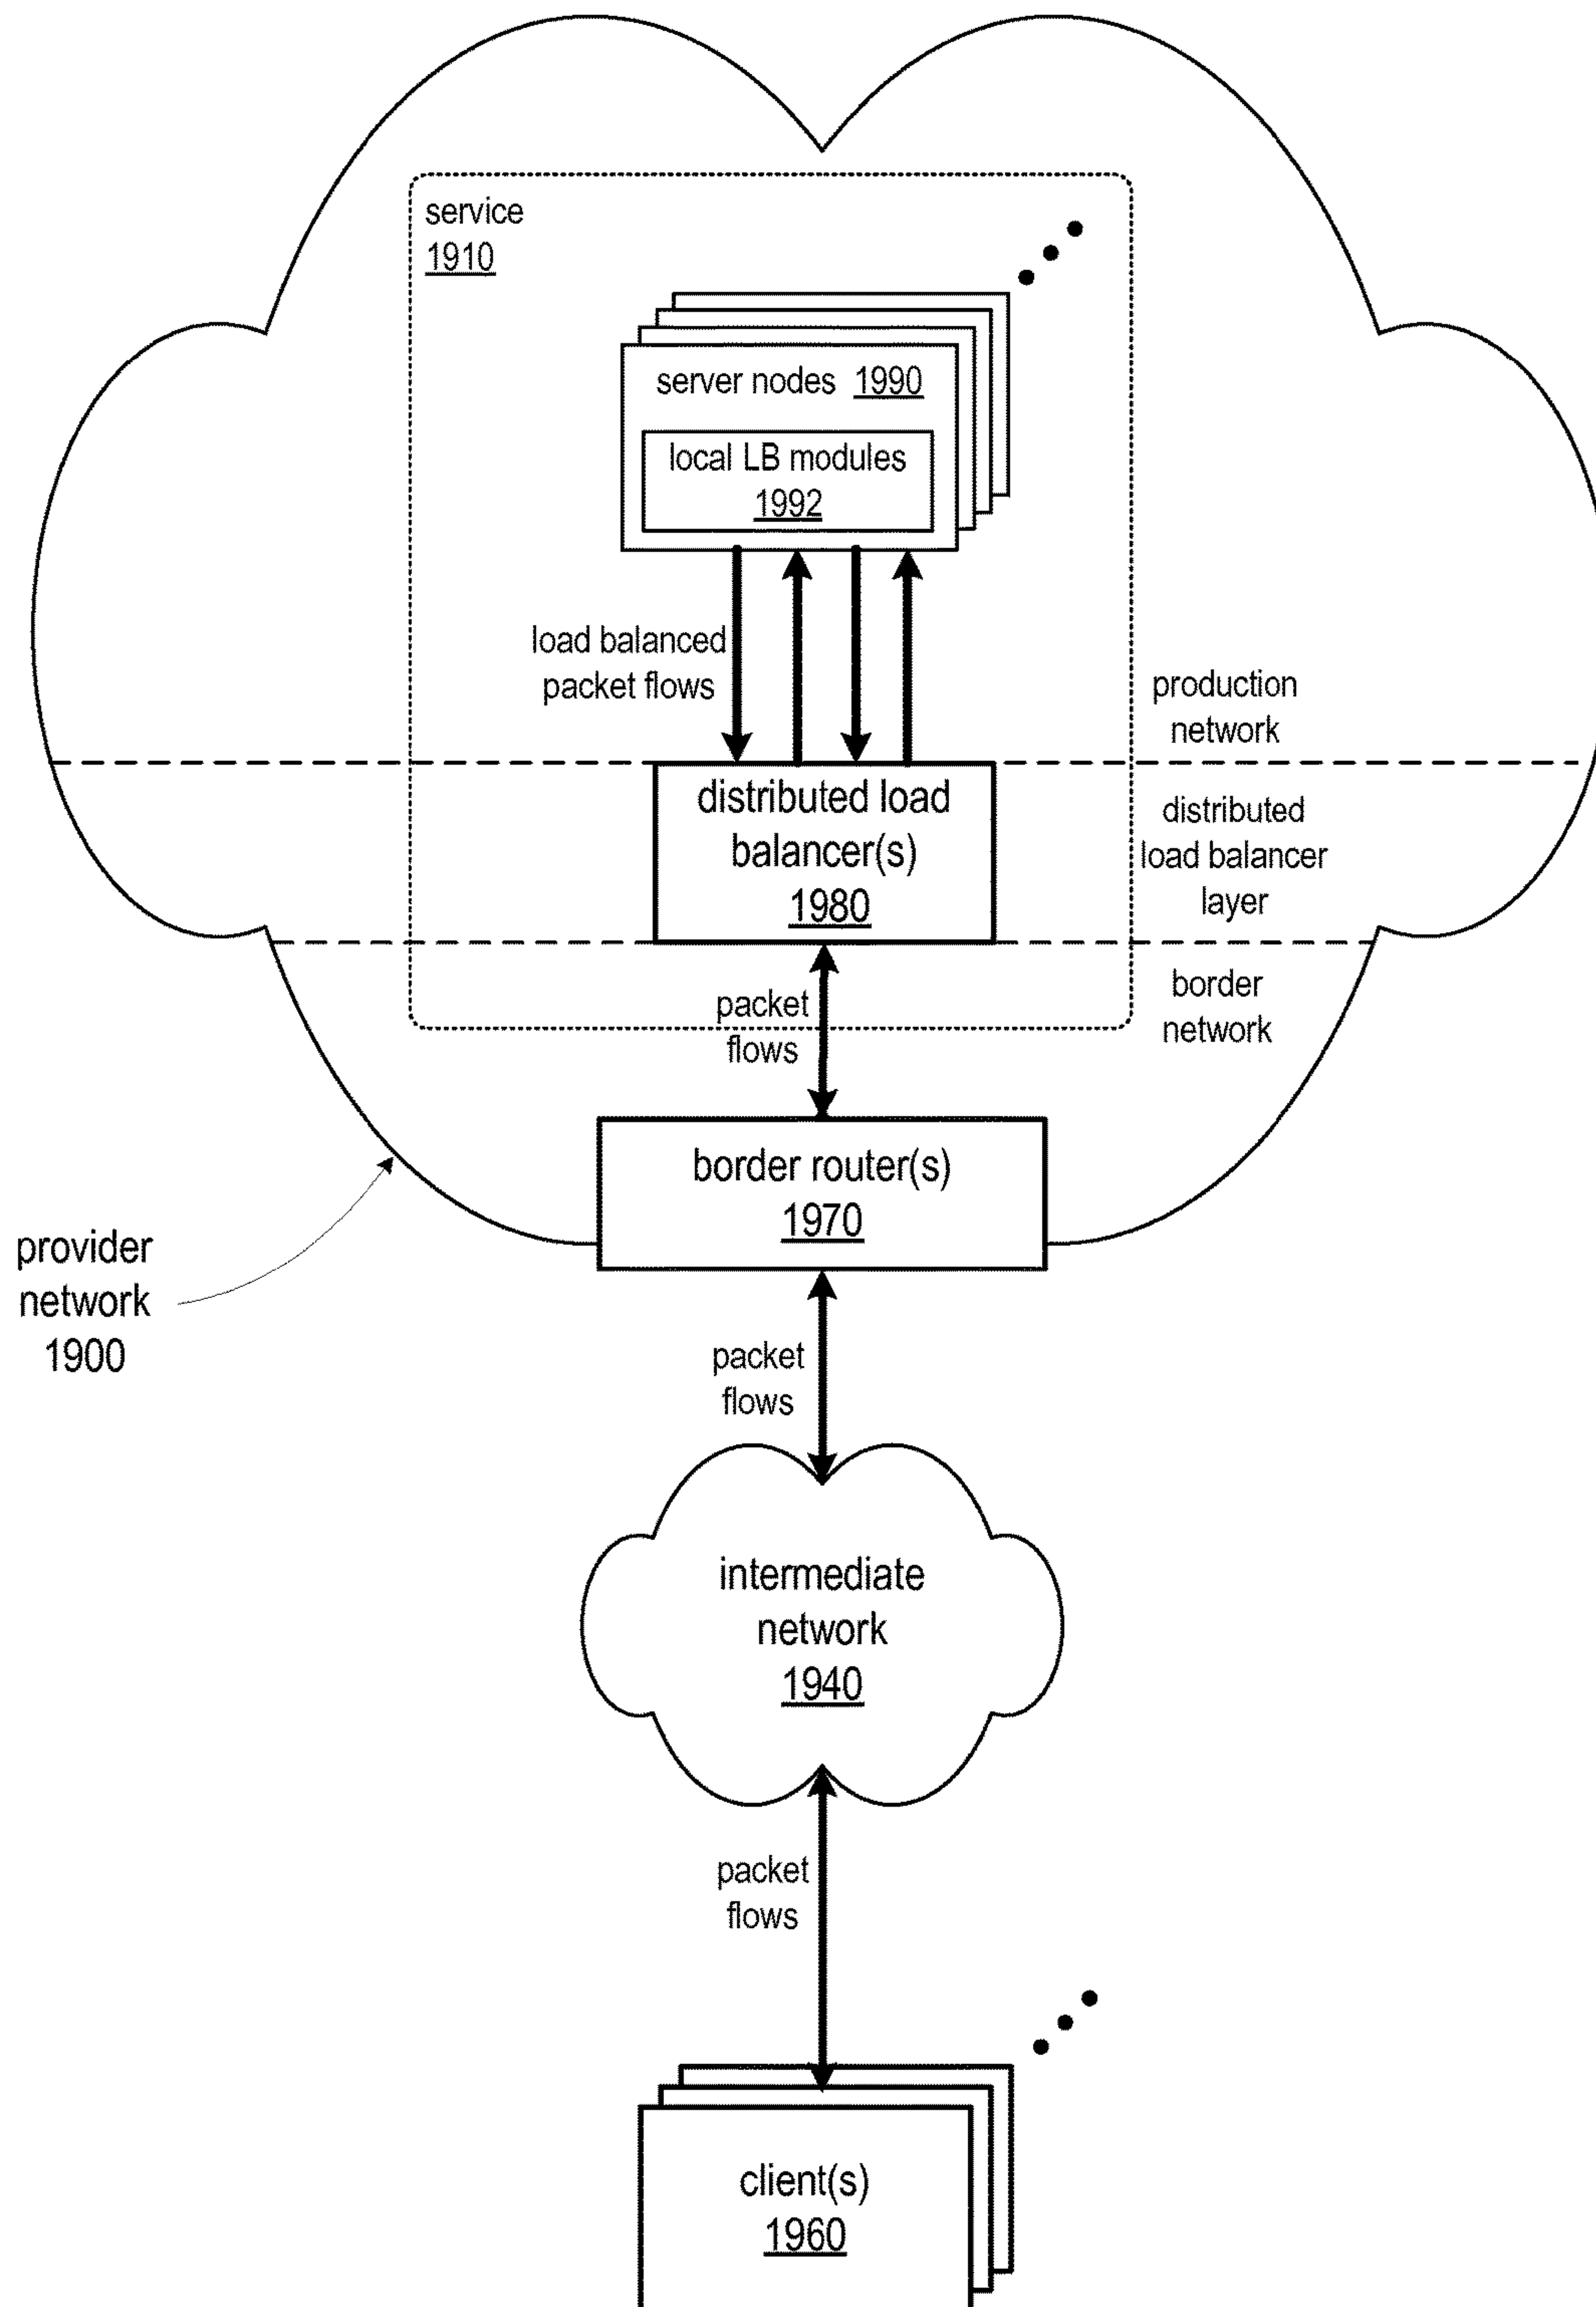 service
1910
server nodes 1990
local LB modules
1992
load balanced
packet flows
production
network
distributed load
balancer(s)
1980
distributed
load balancer
layer
border
network
packet
flows
border router(s)
1970
provider
network
1900
packet
flows
intermediate
network
1940
packet
flows
client(s)
1960